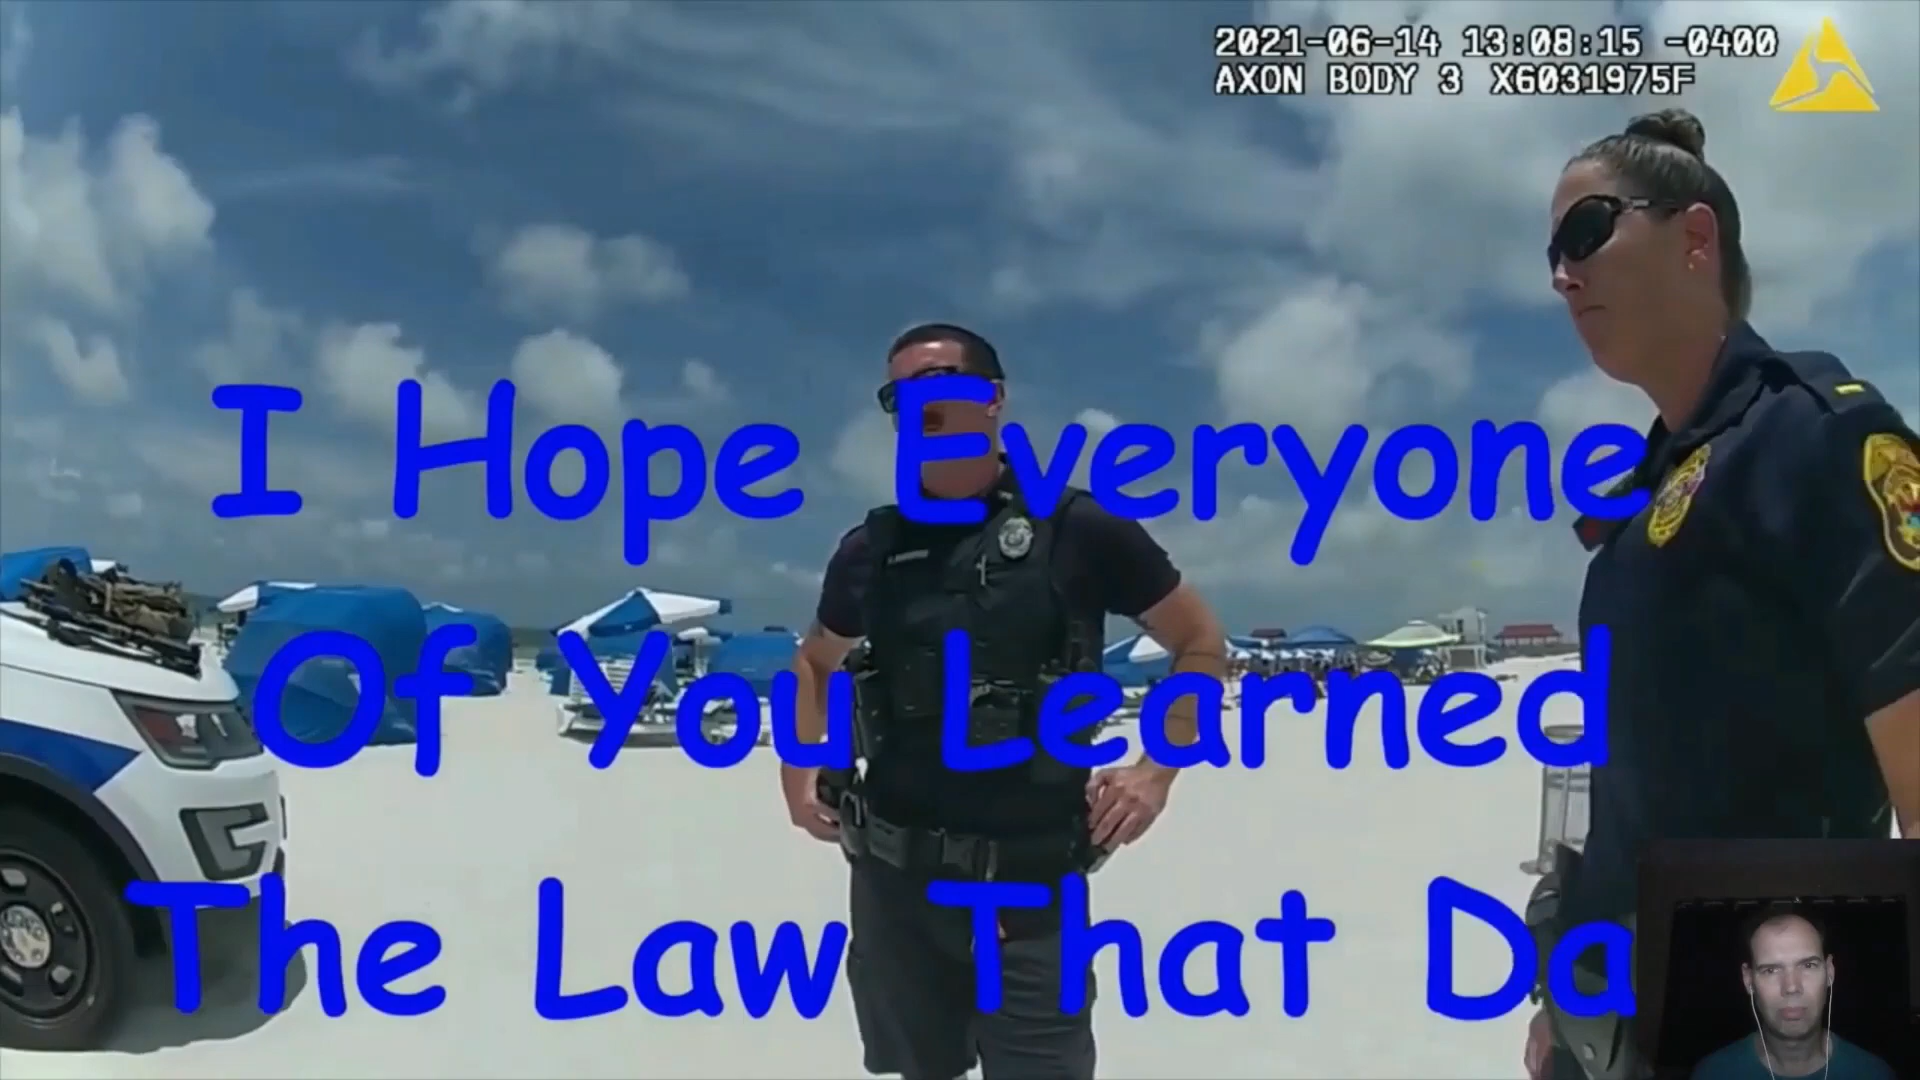 2021-06-14 13:08:15 -0400
AXON BODY 3 X6031975F
I Hope Everyone
Of You Learned
The Law That Da